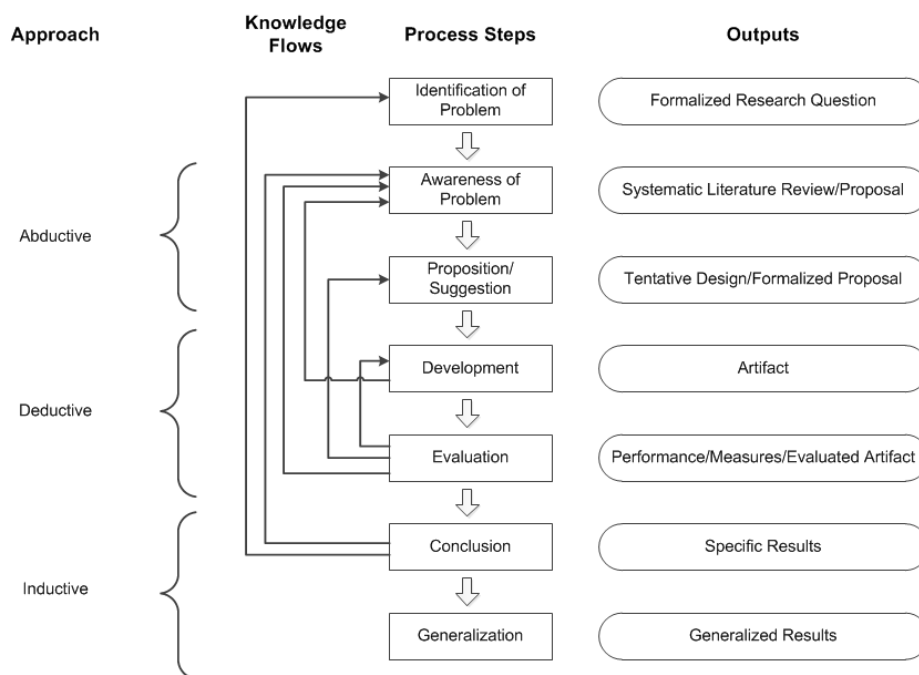 Approach
Knowledge
Flows
Process Steps
Outputs
Identification of
Problem
Formalized Research Question
Awareness of
Problem
Systematic Literature Review/Proposal
Abductive
Proposition/
Suggestion
Tentative Design/Formalized Proposal
Development
Artifact
Deductive
Evaluation
Performance/Measures/Evaluated Artifact
Conclusion
Specific Results
Inductive
Generalization
Generalized Results